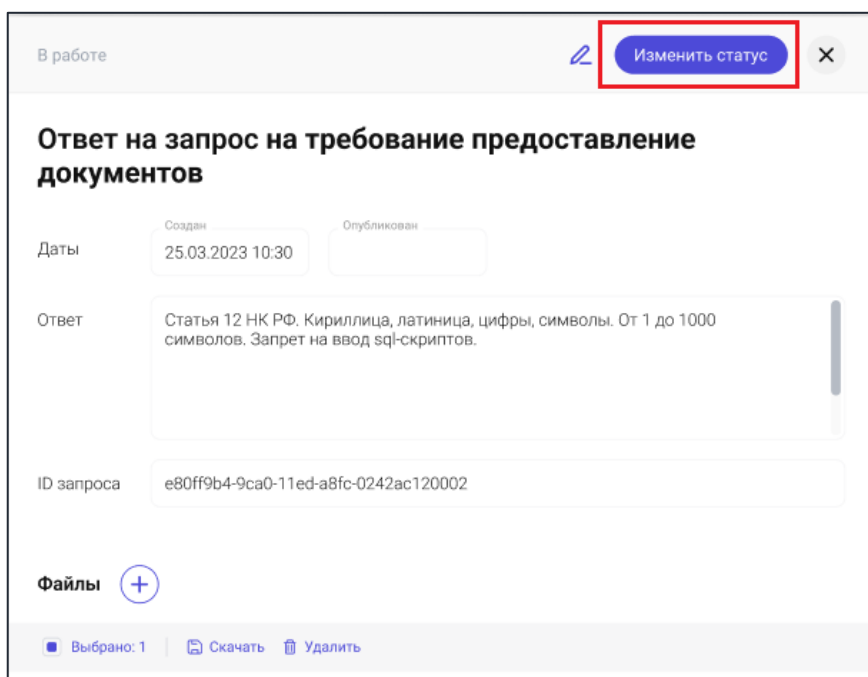 В работе
Изменить статус
Ответ на запрос на требование предоставление
документов
Создан
Опубликован
Даты
25.03.2023 10:30
Ответ
Статья 12 НК РФ. Кириллица, латиница, цифры, символы. От 1 до 1000
символов. Запрет на ввод sql-скриптов.
ID запроса
e80ff9b4-9ca0-11ed-a8fc-0242ac120002
Файлы
Выбрано: 1
Скачать
Удалить